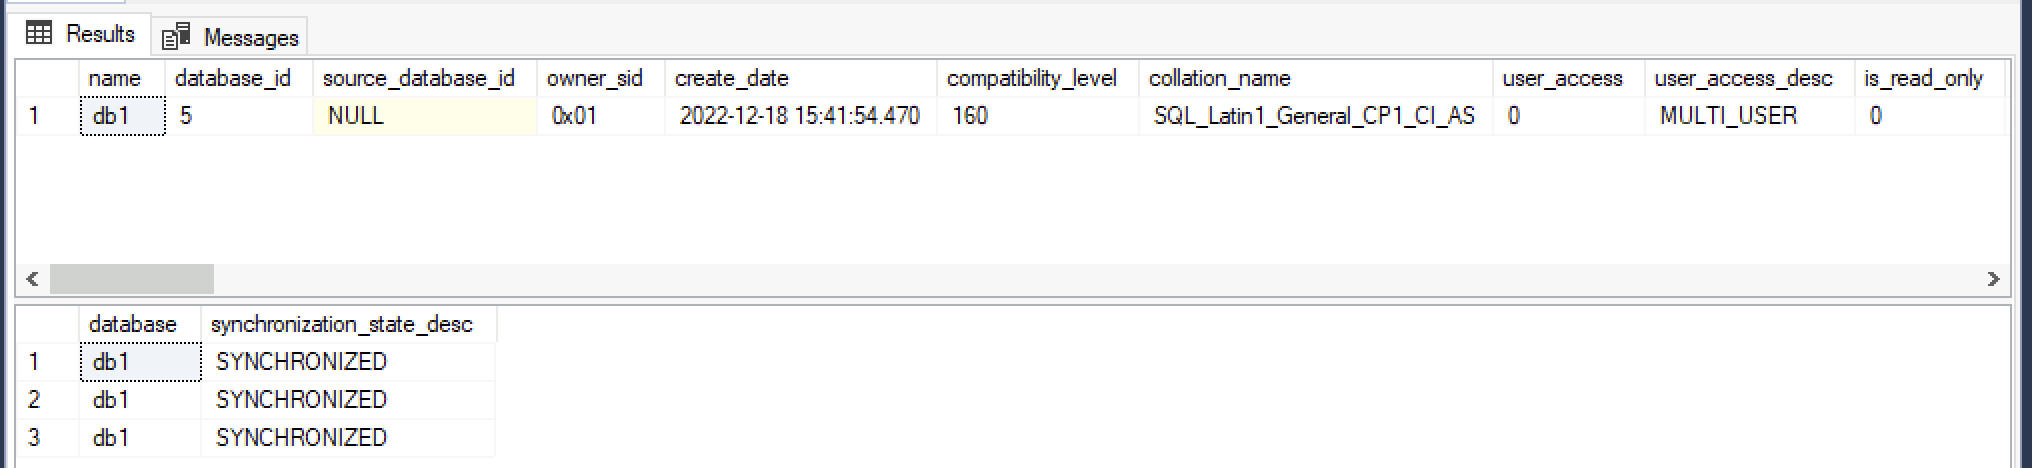 Results Messages
name database_id source_database_id owner_sid create_date compatibility_level collation_name user_access user_access_desc is_read_only
1 db1 5 NULL 0x01 2022-12-18 15:41:54.470 160 SQL_Latin1_General_CP1_CI_AS 0 MULTI_USER 0
database synchronization_state_desc
1 db1 SYNCHRONIZED
2 db1 SYNCHRONIZED
3 db1 SYNCHRONIZED